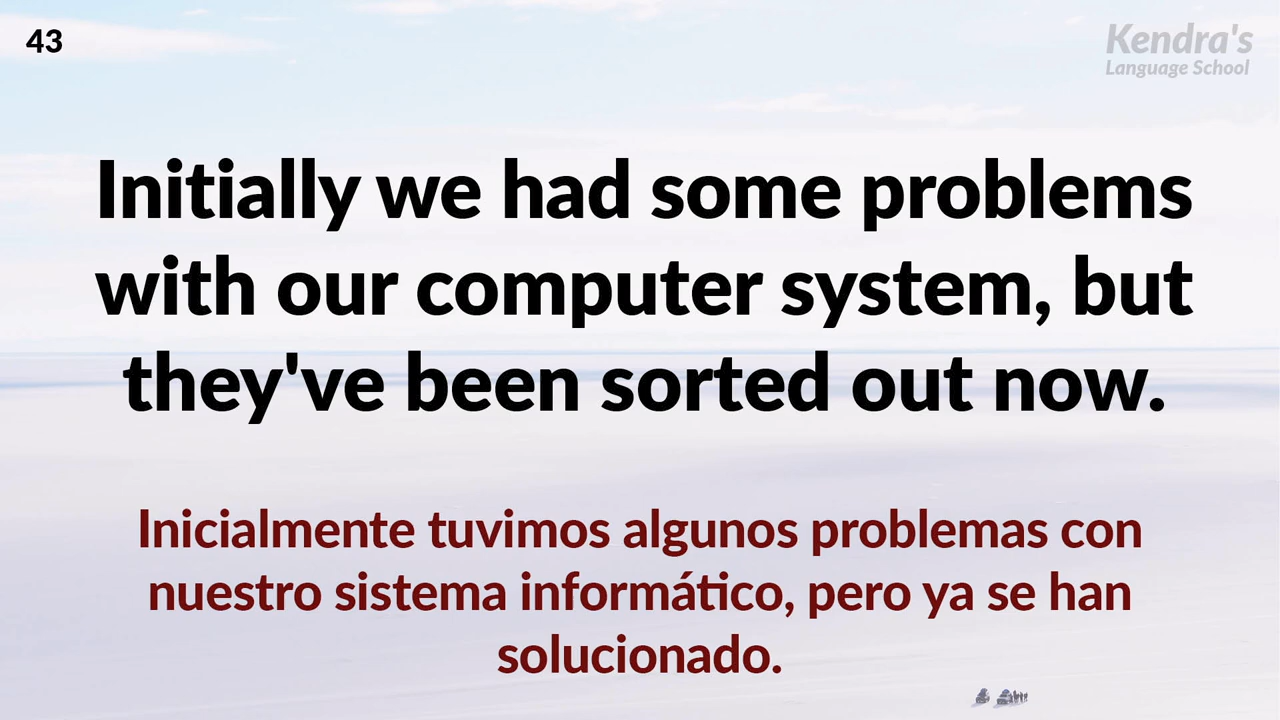 43
Kendra's
Language School
Initially we had some problems
with our computer system, but
they've been sorted out now.
Inicialmente tuvimos algunos problemas con
nuestro sistema informático, pero ya se han
solucionado.